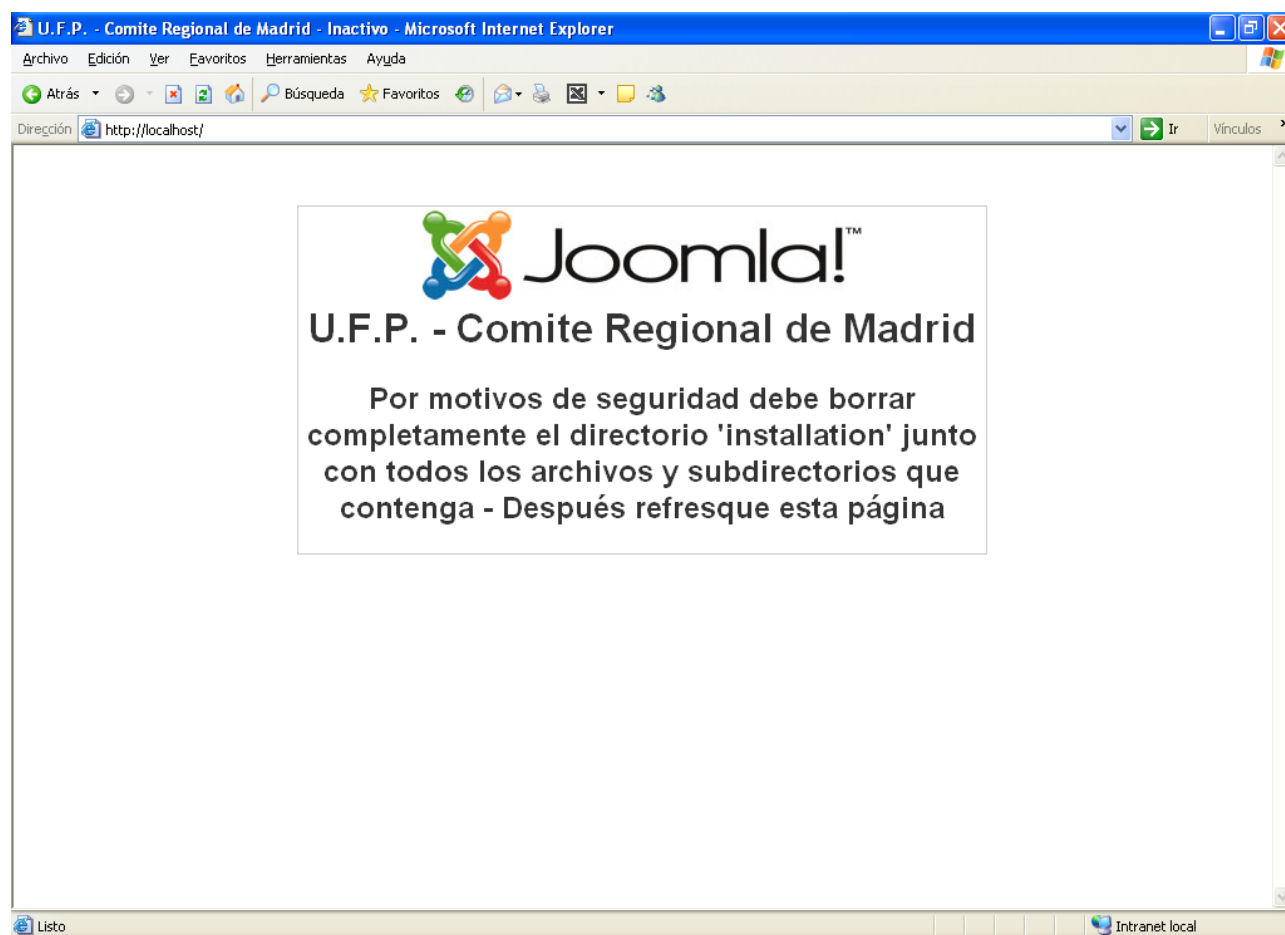 U.F.P. - Comite Regional de Madrid - Inactivo - Microsoft Internet Explorer
Archivo Edición Ver Favoritos Herramientas Ayuda
Atrás Búsqueda Favoritos
Dirección http://localhost/ Ir Vínculos
Joomla!™
U.F.P. - Comite Regional de Madrid
Por motivos de seguridad debe borrar
completamente el directorio 'installation' junto
con todos los archivos y subdirectorios que
contenga - Después refresque esta página
Listo Intranet local